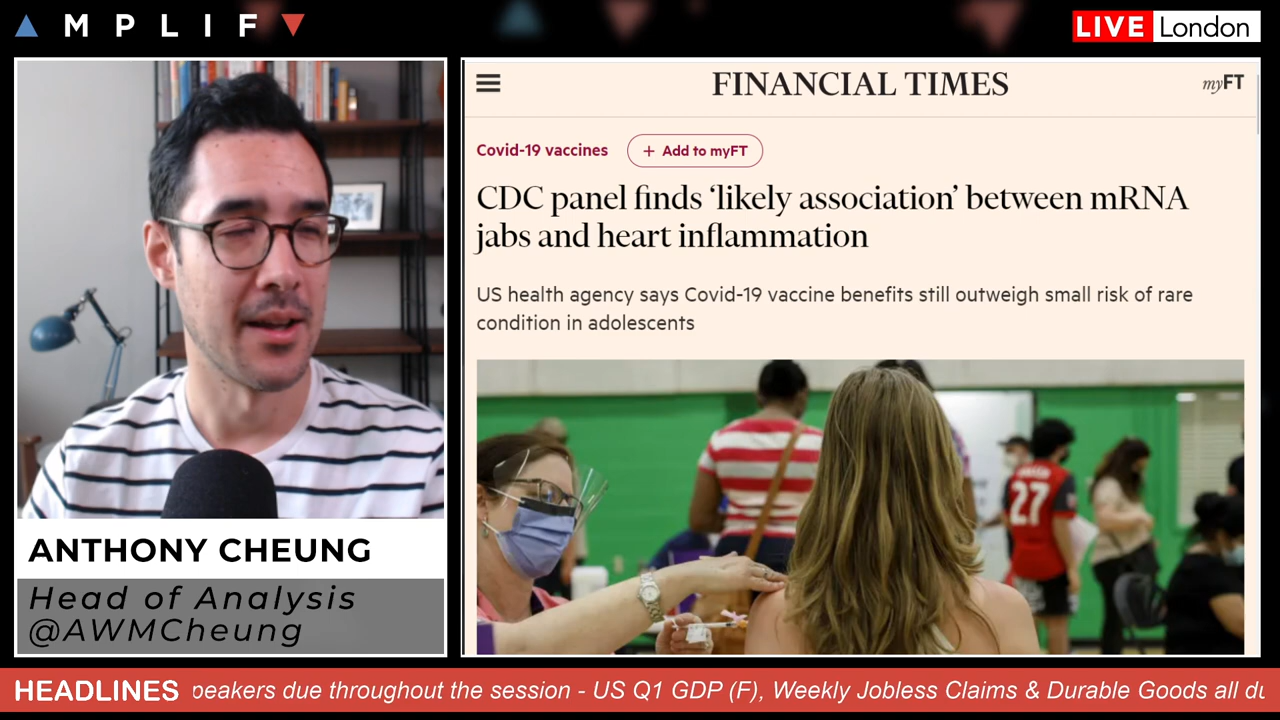 AMPLIFY
LIVE London
FINANCIAL TIMES
myFT
Covid-19 vaccines
+ Add to myFT
CDC panel finds ‘likely association’ between mRNA
jabs and heart inflammation
US health agency says Covid-19 vaccine benefits still outweigh small risk of rare
condition in adolescents
27
ANTHONY CHEUNG
Head of Analysis
@AWMCheung
HEADLINES peakers due throughout the session - US Q1 GDP (F), Weekly Jobless Claims & Durable Goods all du